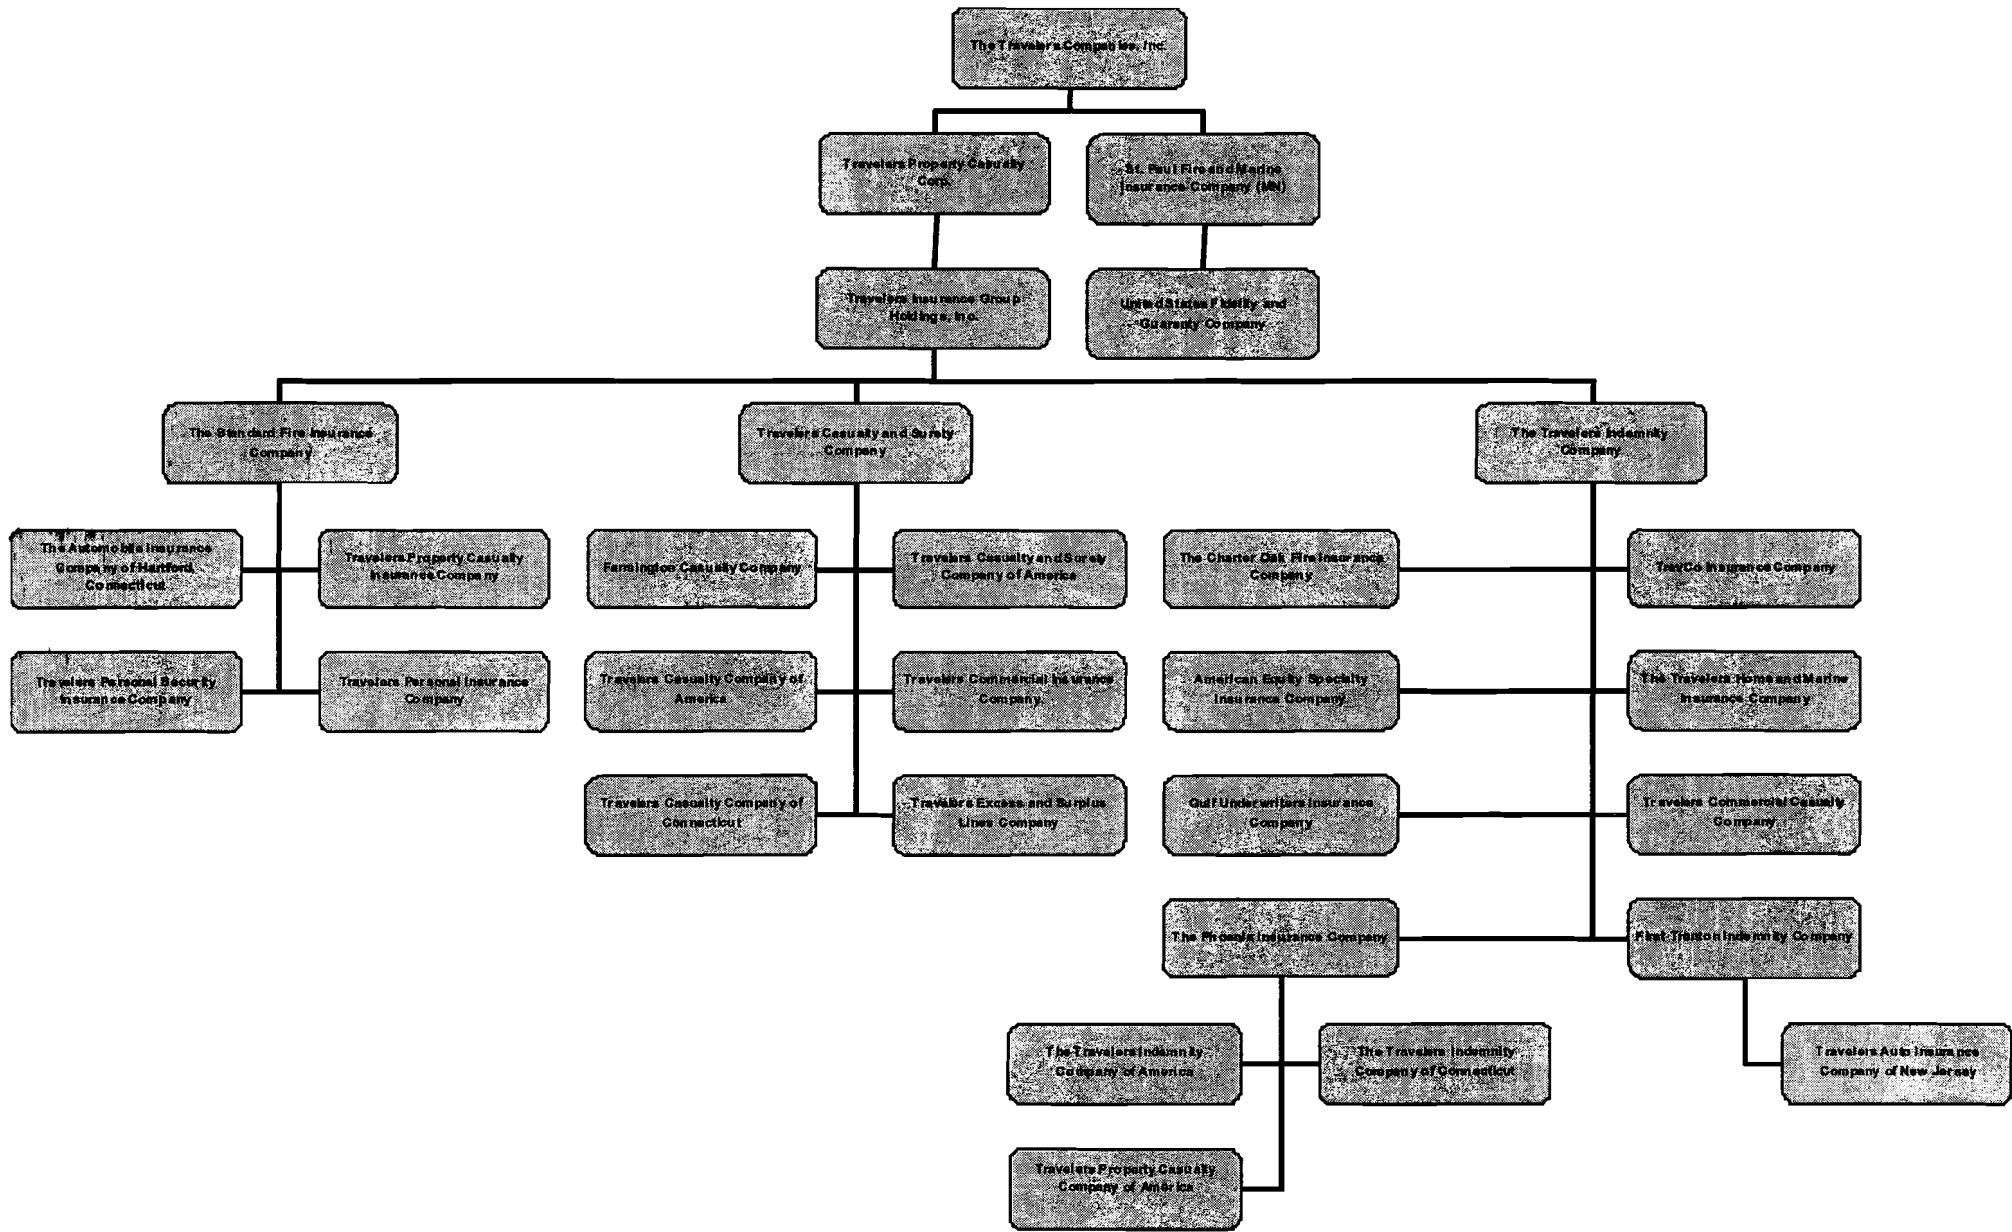 The Travelers Companies, Inc.
Travelers Property Casualty
Corp.
St. Paul Fire and Marine
Insurance Company (MN)
Travelers Insurance Group
Holdings, Inc.
United States Fidelity and
Guaranty Company
The Standard Fire Insurance
Company
Travelers Casualty and Surety
Company
The Travelers Indemnity
Company
The Automobile Insurance
Company of Hartford,
Connecticut
Travelers Property Casualty
Insurance Company
Farmington Casualty Company
Travelers Casualty and Surety
Company of America
The Charter Oak Fire Insurance
Company
TravCo Insurance Company
Travelers Personal Security
Insurance Company
Travelers Personal Insurance
Company
Travelers Casualty Company of
America
Travelers Commercial Insurance
Company.
American Equity Specialty
Insurance Company
The Travelers Home and Marine
Insurance Company
Travelers Casualty Company of
Connecticut
Travelers Excess and Surplus
Lines Company
Gulf Underwriters Insurance
Company
Travelers Commercial Casualty
Company
The Phoenix Insurance Company
First Trenton Indemnity Company
The Travelers Indemnity
Company of America
The Travelers Indemnity
Company of Connecticut
Travelers Auto Insurance
Company of New Jersey
Travelers Property Casualty
Company of America